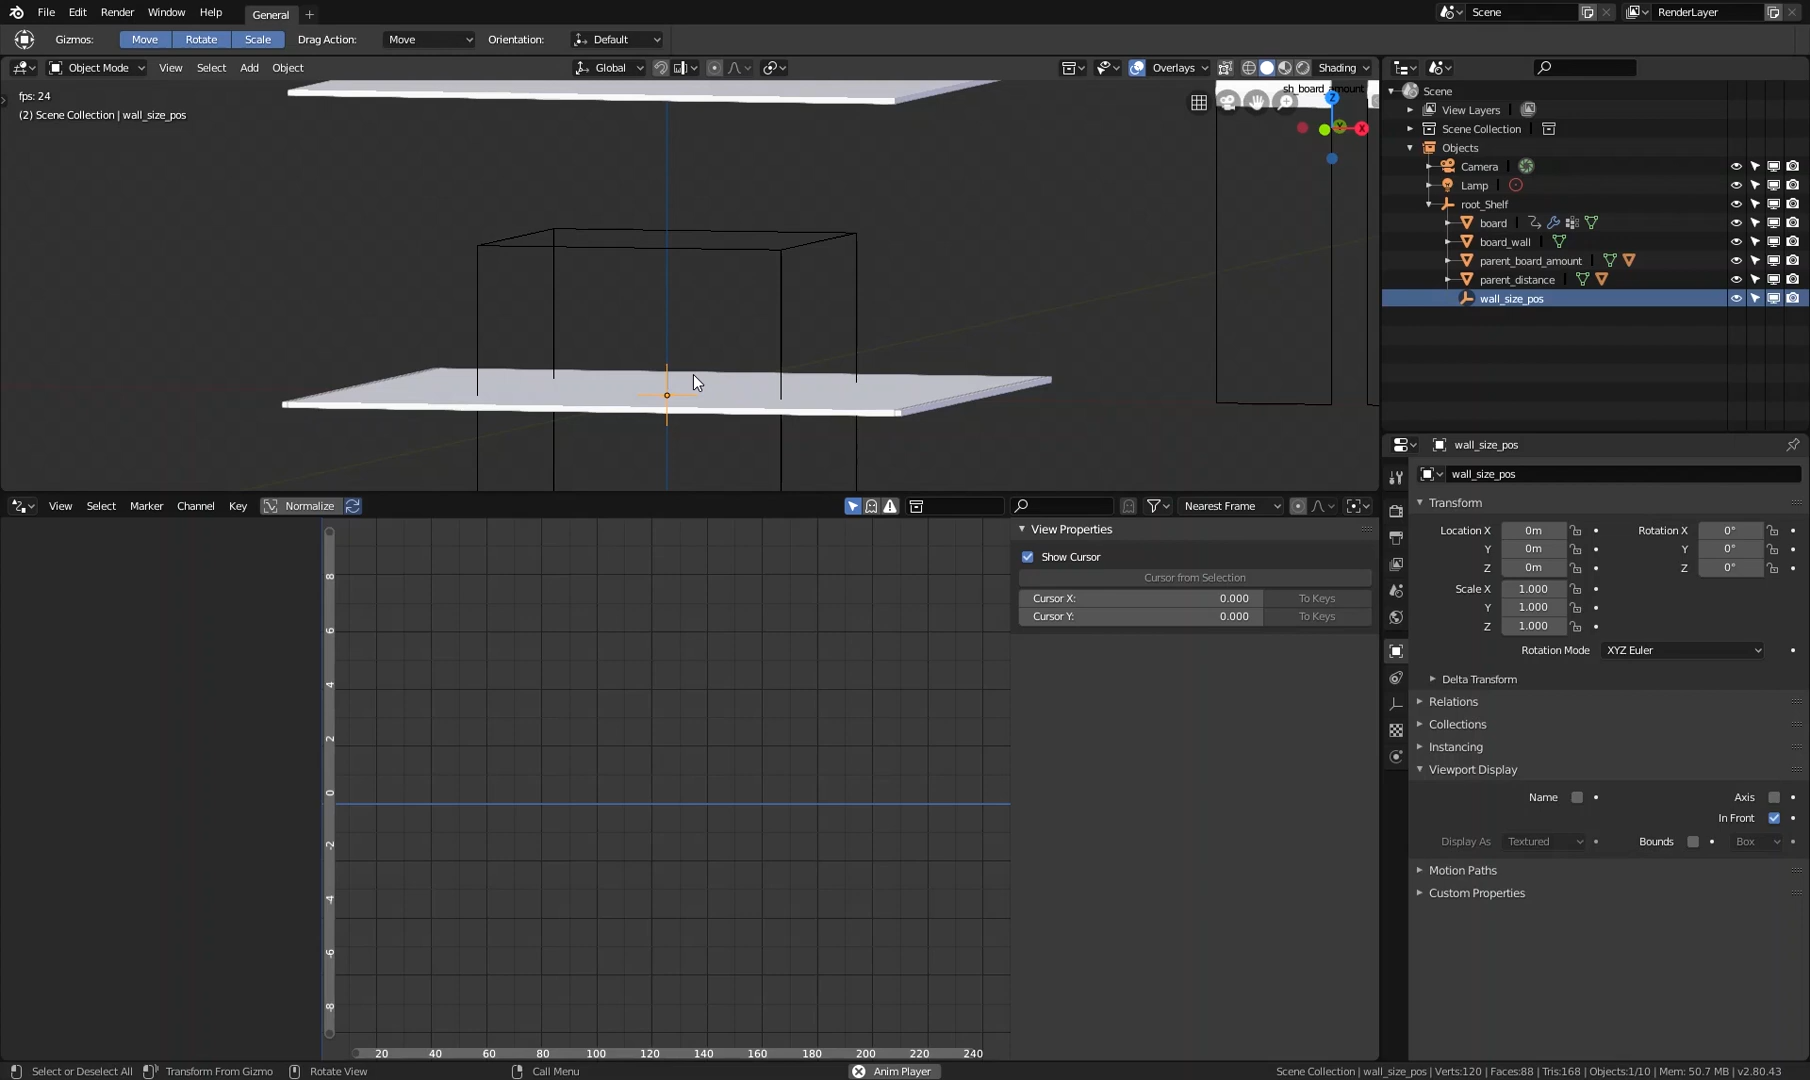 File Edit Render Window Help General Scene RenderLayer
Gizmos: Move Rotate Scale Drag Action: Move Orientation: Default
Object Mode View Select Add Object Global Overlays Shading
fps: 24
(2) Scene Collection | wall_size_pos
sh_board_amount
Z
Y
X
Scene
View Layers
Scene Collection
Objects
Camera
Lamp
root_Shelf
board
board_wall
parent_board_amount
parent_distance
wall_size_pos
View Select Marker Channel Key Normalize Nearest Frame
View Properties
Show Cursor
Cursor from Selection
Cursor X: 0.000 To Keys
Cursor Y: 0.000 To Keys
8
6
4
2
0
-2
-4
-6
-8
20 40 60 80 100 120 140 160 180 200 220 240
wall_size_pos
wall_size_pos
Transform
Location X 0m Rotation X 0°
Y 0m Y 0°
Z 0m Z 0°
Scale X 1.000
Y 1.000
Z 1.000
Rotation Mode XYZ Euler
Delta Transform
Relations
Collections
Instancing
Viewport Display
Name Axis
In Front
Display As Textured Bounds Box
Motion Paths
Custom Properties
Select or Deselect All Transform From Gizmo Rotate View Call Menu Anim Player Scene Collection | wall_size_pos | Verts:120 | Faces:88 | Tris:168 | Objects:1/10 | Mem: 50.7 MB | v2.80.43